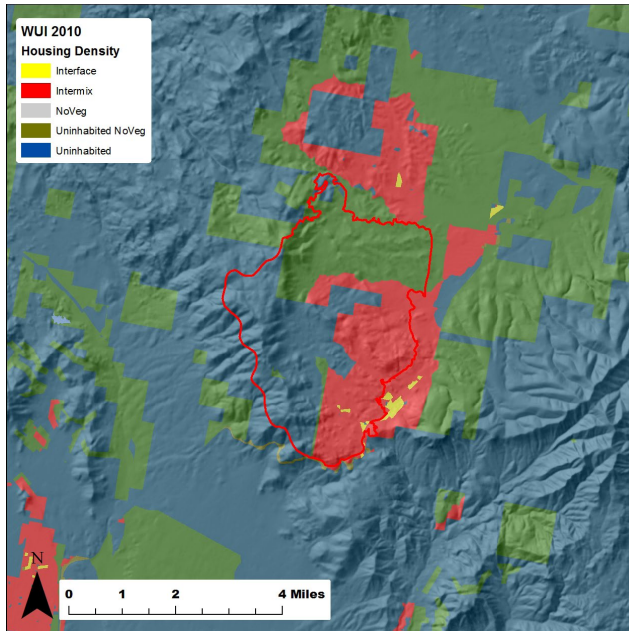 WUI 2010
Housing Density
Interface
Intermix
NoVeg
Uninhabited NoVeg
Uninhabited
N
0 1 2 4 Miles